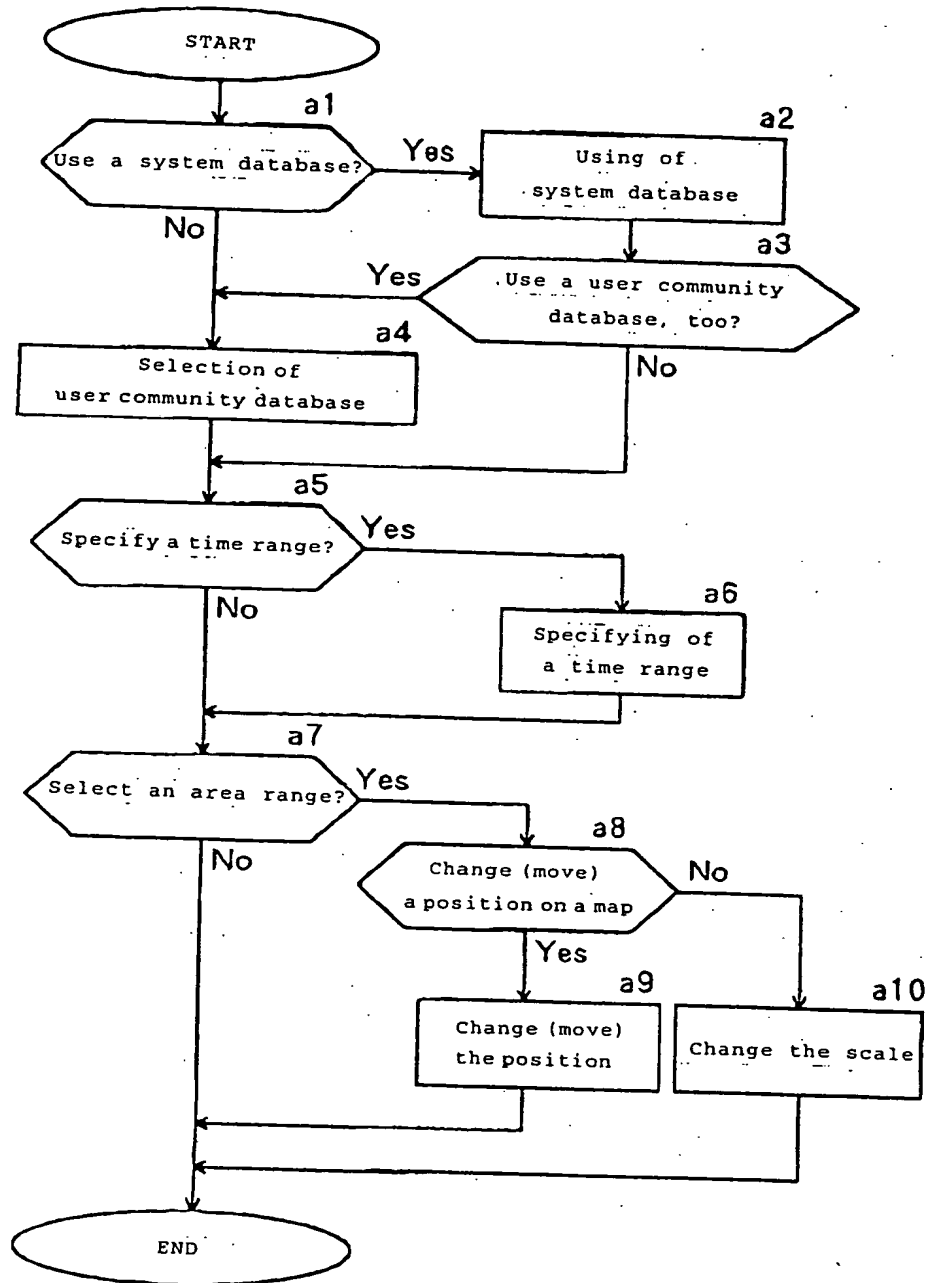 START
a1
Use a system database?
Yes
a2
Using of
system database
No
a3
Yes
Use a user community
database, too?
a4
No
Selection of
user community database
a5
Specify a time range?
Yes
No
a6
Specifying of
a time range
a7
Select an area range?
Yes
No
a8
Change (move)
a position on a map
No
Yes
a9
Change (move)
the position
a10
Change the scale
END